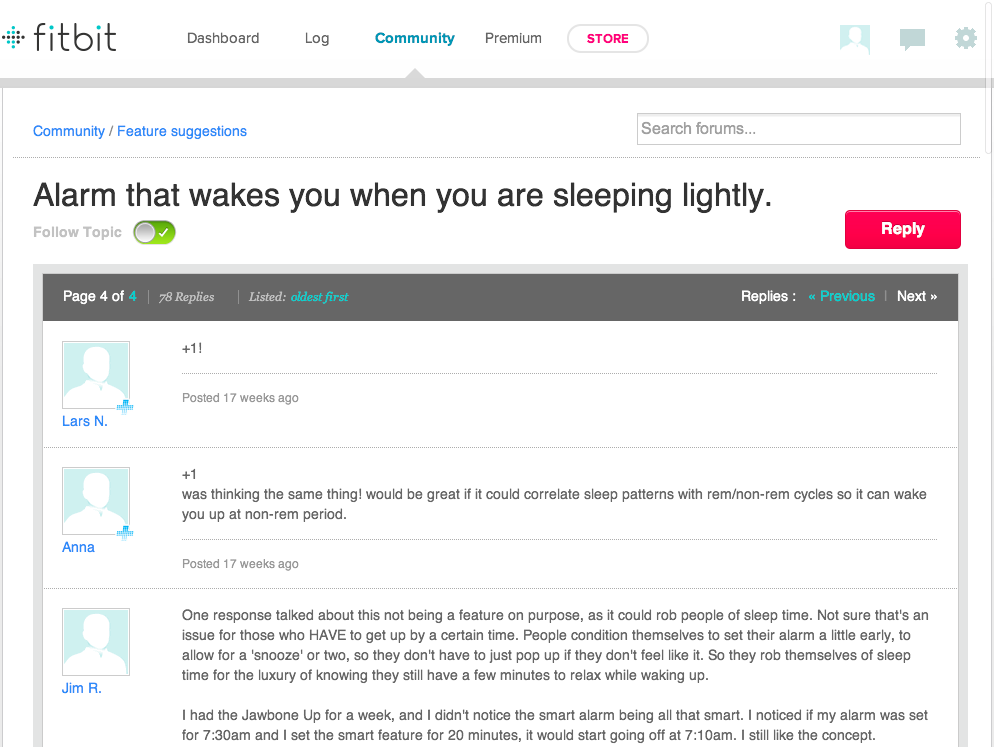 fitbit
Dashboard
Log
Community
Premium
STORE
Community / Feature suggestions
Search forums...
Alarm that wakes you when you are sleeping lightly.
Follow Topic
Reply
Page 4 of 4
78 Replies
Listed: oldest first
Replies : « Previous | Next »
+1!
Posted 17 weeks ago
Lars N.
+1
was thinking the same thing! would be great if it could correlate sleep patterns with rem/non-rem cycles so it can wake
you up at non-rem period.
Posted 17 weeks ago
Anna
One response talked about this not being a feature on purpose, as it could rob people of sleep time. Not sure that's an
issue for those who HAVE to get up by a certain time. People condition themselves to set their alarm a little early, to
allow for a 'snooze' or two, so they don't have to just pop up if they don't feel like it. So they rob themselves of sleep
time for the luxury of knowing they still have a few minutes to relax while waking up.
Jim R.
I had the Jawbone Up for a week, and I didn't notice the smart alarm being all that smart. I noticed if my alarm was set
for 7:30am and I set the smart feature for 20 minutes, it would start going off at 7:10am. I still like the concept.